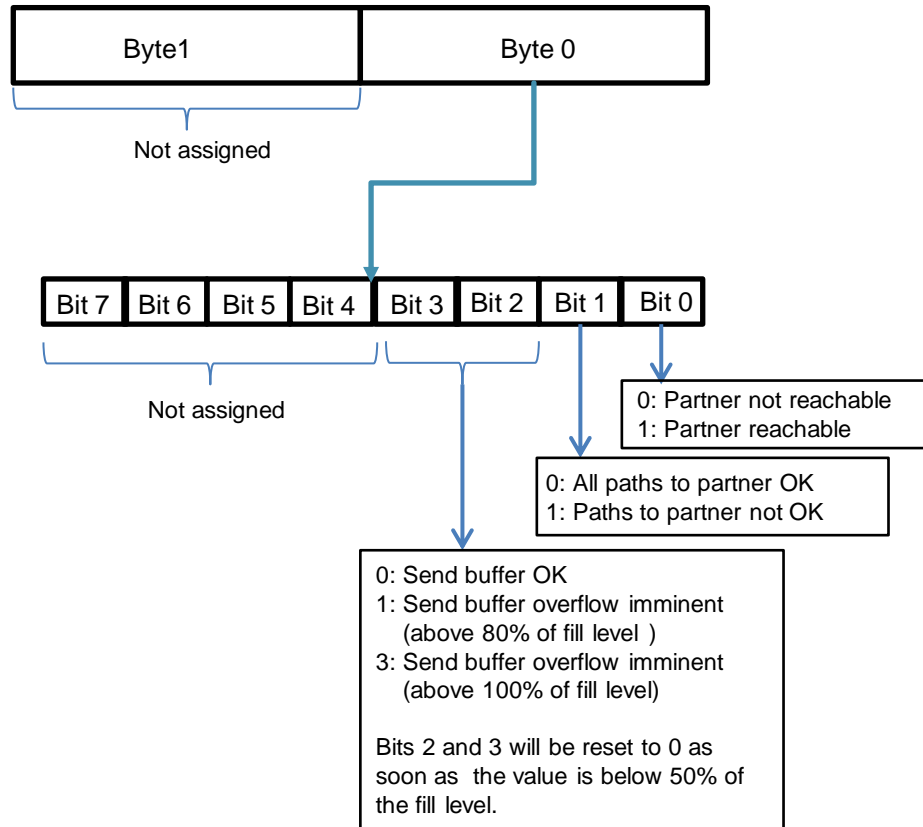 Byte1
Byte 0
Not assigned
Bit 7
Bit 6
Bit 5
Bit 4
Bit 3
Bit 2
Bit 1
Bit 0
Not assigned
0: Partner not reachable
1: Partner reachable
0: All paths to partner OK
1: Paths to partner not OK
0: Send buffer OK
1: Send buffer overflow imminent
(above 80% of fill level )
3: Send buffer overflow imminent
(above 100% of fill level)
Bits 2 and 3 will be reset to 0 as
soon as  the value is below 50% of
the fill level.